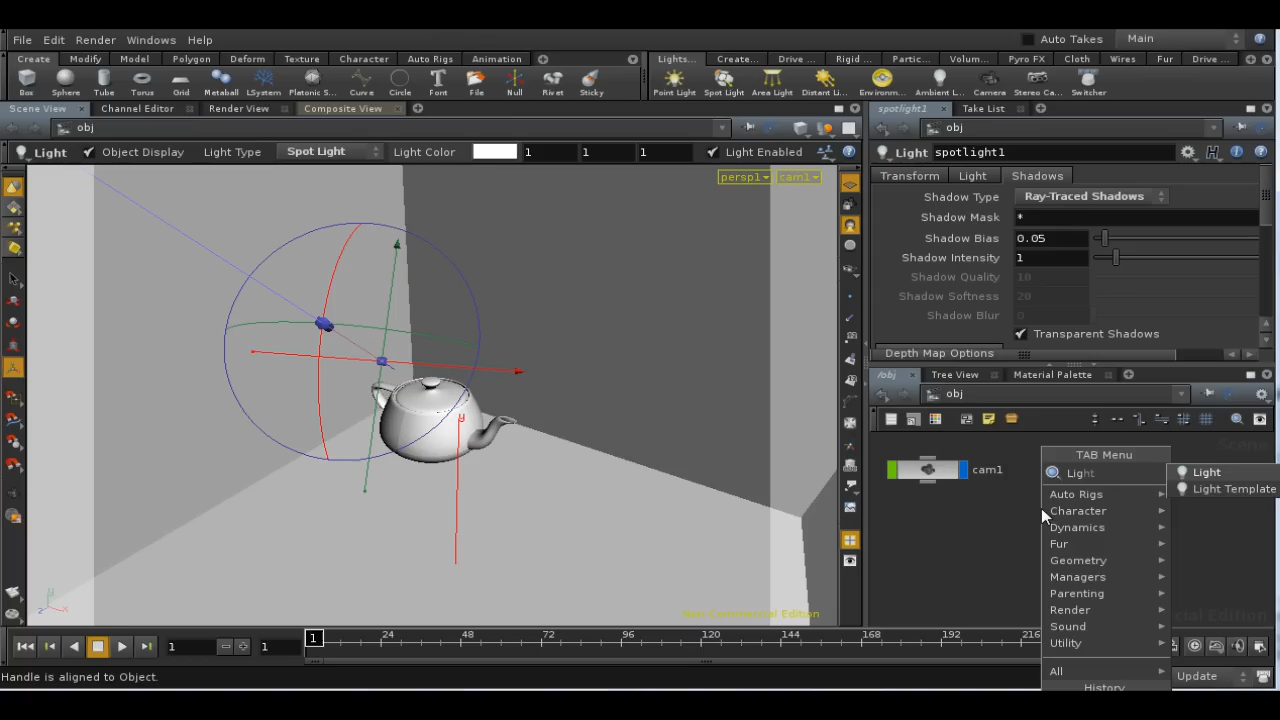 File Edit Render Windows Help Auto Takes Main
Create Modify Model Polygon Deform Texture Character Auto Rigs Animation Lights... Create... Drive ... Rigid ... Partic... Volum... Pyro FX Cloth Wires Fur Drive ...
Box Sphere Tube Torus Grid Metaball LSystem Platonic S... Curve Circle Font File Null Rivet Sticky Point Light Spot Light Area Light Distant Li... Environm... Ambient L... Camera Stereo Ca... Switcher
Scene View Channel Editor Render View Composite View spotlight1 Take List
obj obj
Light Object Display Light Type Spot Light Light Color 1 1 1 Light Enabled Light spotlight1
persp1 cam1 Transform Light Shadows
Shadow Type Ray-Traced Shadows
Shadow Mask *
Shadow Bias 0.05
Shadow Intensity 1
Shadow Quality 10
Shadow Softness 20
Shadow Blur
Transparent Shadows
Depth Map Options
/obj Tree View Material Palette
obj
TAB Menu
cam1 Light Light
Light Template
Auto Rigs
Character
Dynamics
Fur
Geometry
Managers
Parenting
Render
Sound
Utility
All
History
Non-Commercial Edition
1 24 48 72 96 120 144 168 192 216
1 1
Handle is aligned to Object. Update